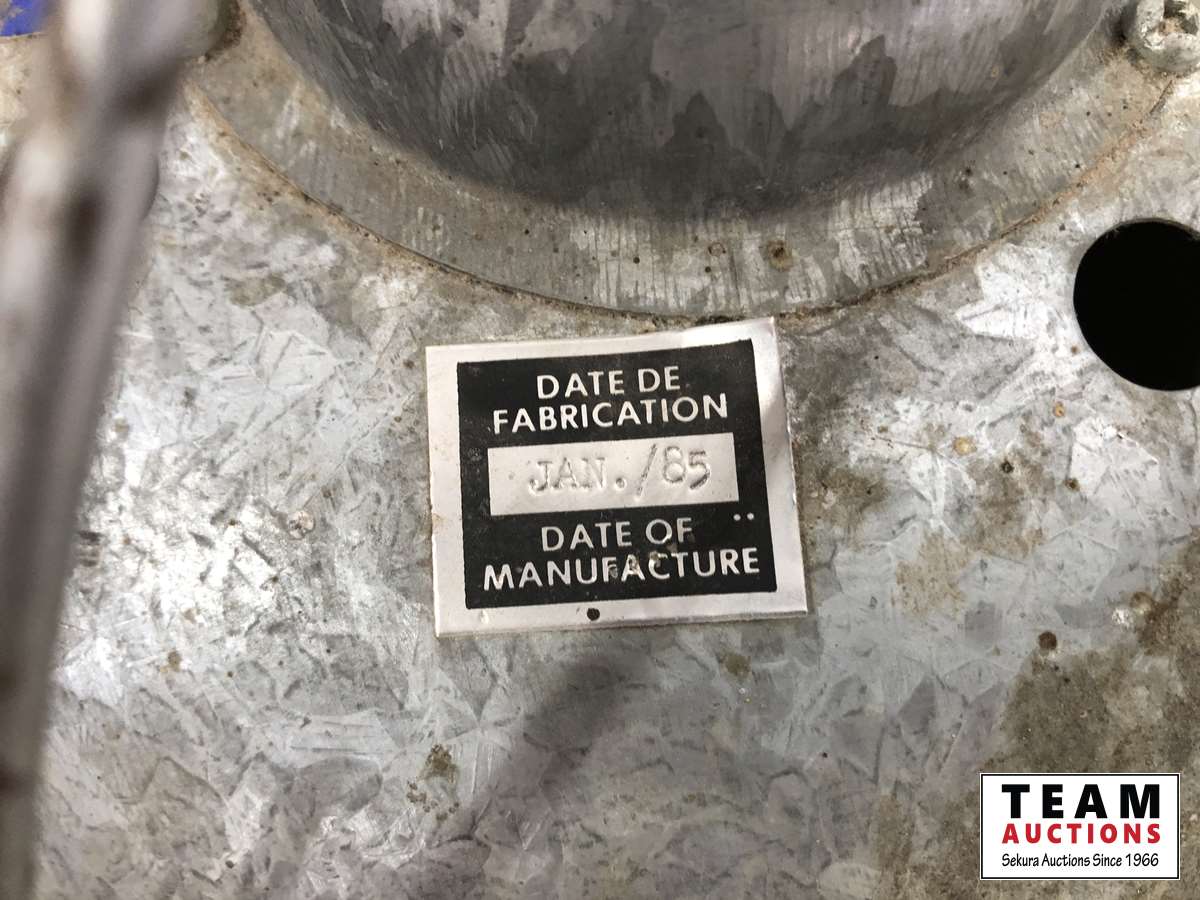 DATE DE
FABRICATION
JAN./85
DATE OF
MANUFACTURE
TEAM
AUCTIONS
Sekura Auctions Since 1966